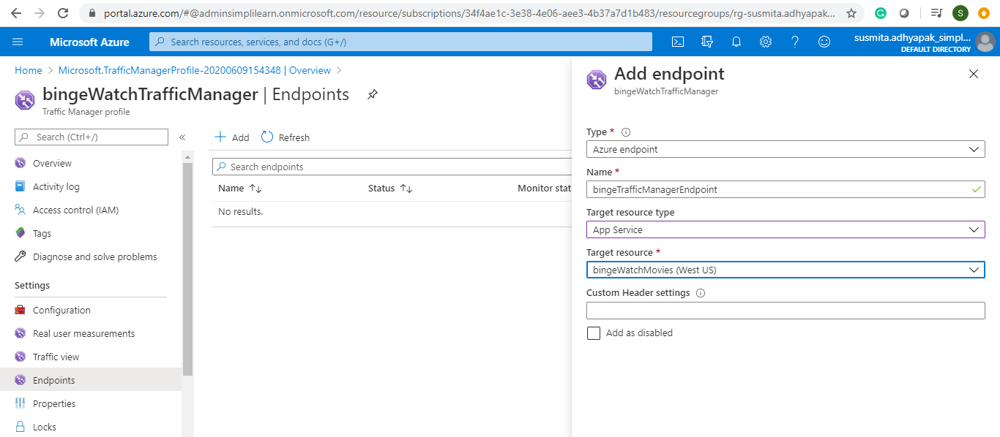 portal.azure.com/#@adminsimplilearn.onmicrosoft.com/resource/subscriptions/34f4ae1c-3e38-4e06-aee3-4b37a7d1b483/resourcegroups/rg-susmita.adhyapak...
S
Microsoft Azure
Search resources, services, and docs (G+/)
susmita.adhyapak_simpl...
DEFAULT DIRECTORY
Home > Microsoft.TrafficManagerProfile-20200609154348 | Overview >
bingeWatchTrafficManager | Endpoints
Traffic Manager profile
Search (Ctrl+/)
«
Overview
Activity log
Access control (IAM)
Tags
Diagnose and solve problems
Settings
Configuration
Real user measurements
Traffic view
Endpoints
Properties
Locks
Add Refresh
Search endpoints
Name Status Monitor stat
No results.
Add endpoint
bingeWatchTrafficManager
Type *
Azure endpoint
Name *
bingeTrafficManagerEndpoint
Target resource type
App Service
Target resource *
bingeWatchMovies (West US)
Custom Header settings
Add as disabled